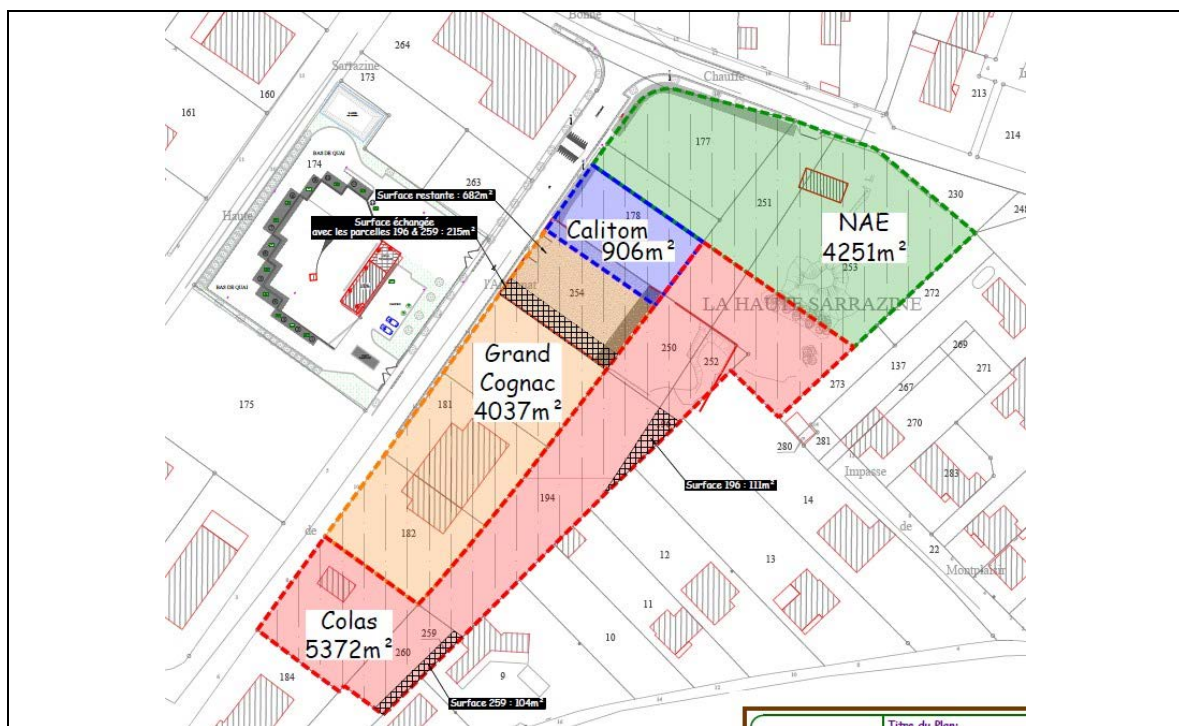 Bonne
264
Sarrazine
173
160
161
Chauffe
213
214
BAS DE QUAI
174
177
263
Surface restante : 682m²
251
230
248
178
Haute
Surface échangée
avec les parcelles 196 & 259 : 215m²
Calitom
906m²
NAE
4251m²
253
272
BAS DE QUAI
254
LA HAUTE SARRAZINE
250
252
Grand
Cognac
4037m²
137
269
271
273
267
175
181
270
280
281
Impasse
283
Surface 196 : 111m²
194
14
de
182
de
22
12
13
Montplaisir
11
Colas
5372m²
259
10
260
184
9
Surface 259 : 104m²
Titre du Plan: